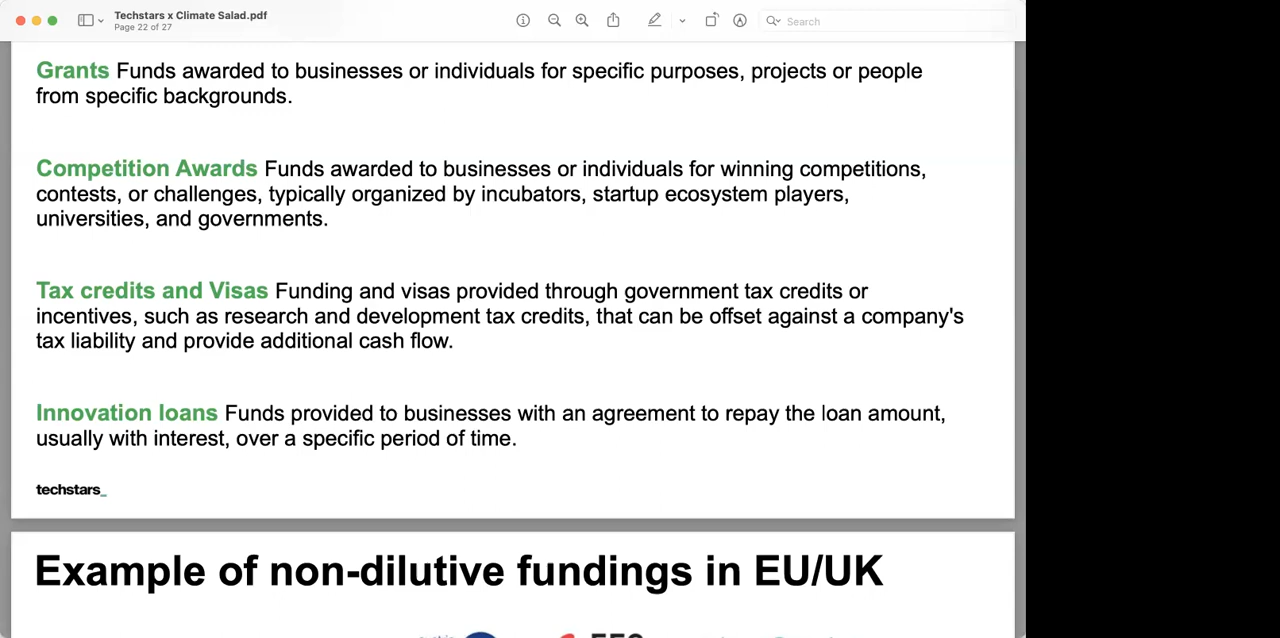 Techstars x Climate Salad.pdf
Page 22 of 27
Search
Grants Funds awarded to businesses or individuals for specific purposes, projects or people
from specific backgrounds.
Competition Awards Funds awarded to businesses or individuals for winning competitions,
contests, or challenges, typically organized by incubators, startup ecosystem players,
universities, and governments.
Tax credits and Visas Funding and visas provided through government tax credits or
incentives, such as research and development tax credits, that can be offset against a company's
tax liability and provide additional cash flow.
Innovation loans Funds provided to businesses with an agreement to repay the loan amount,
usually with interest, over a specific period of time.
techstars_
Example of non-dilutive fundings in EU/UK